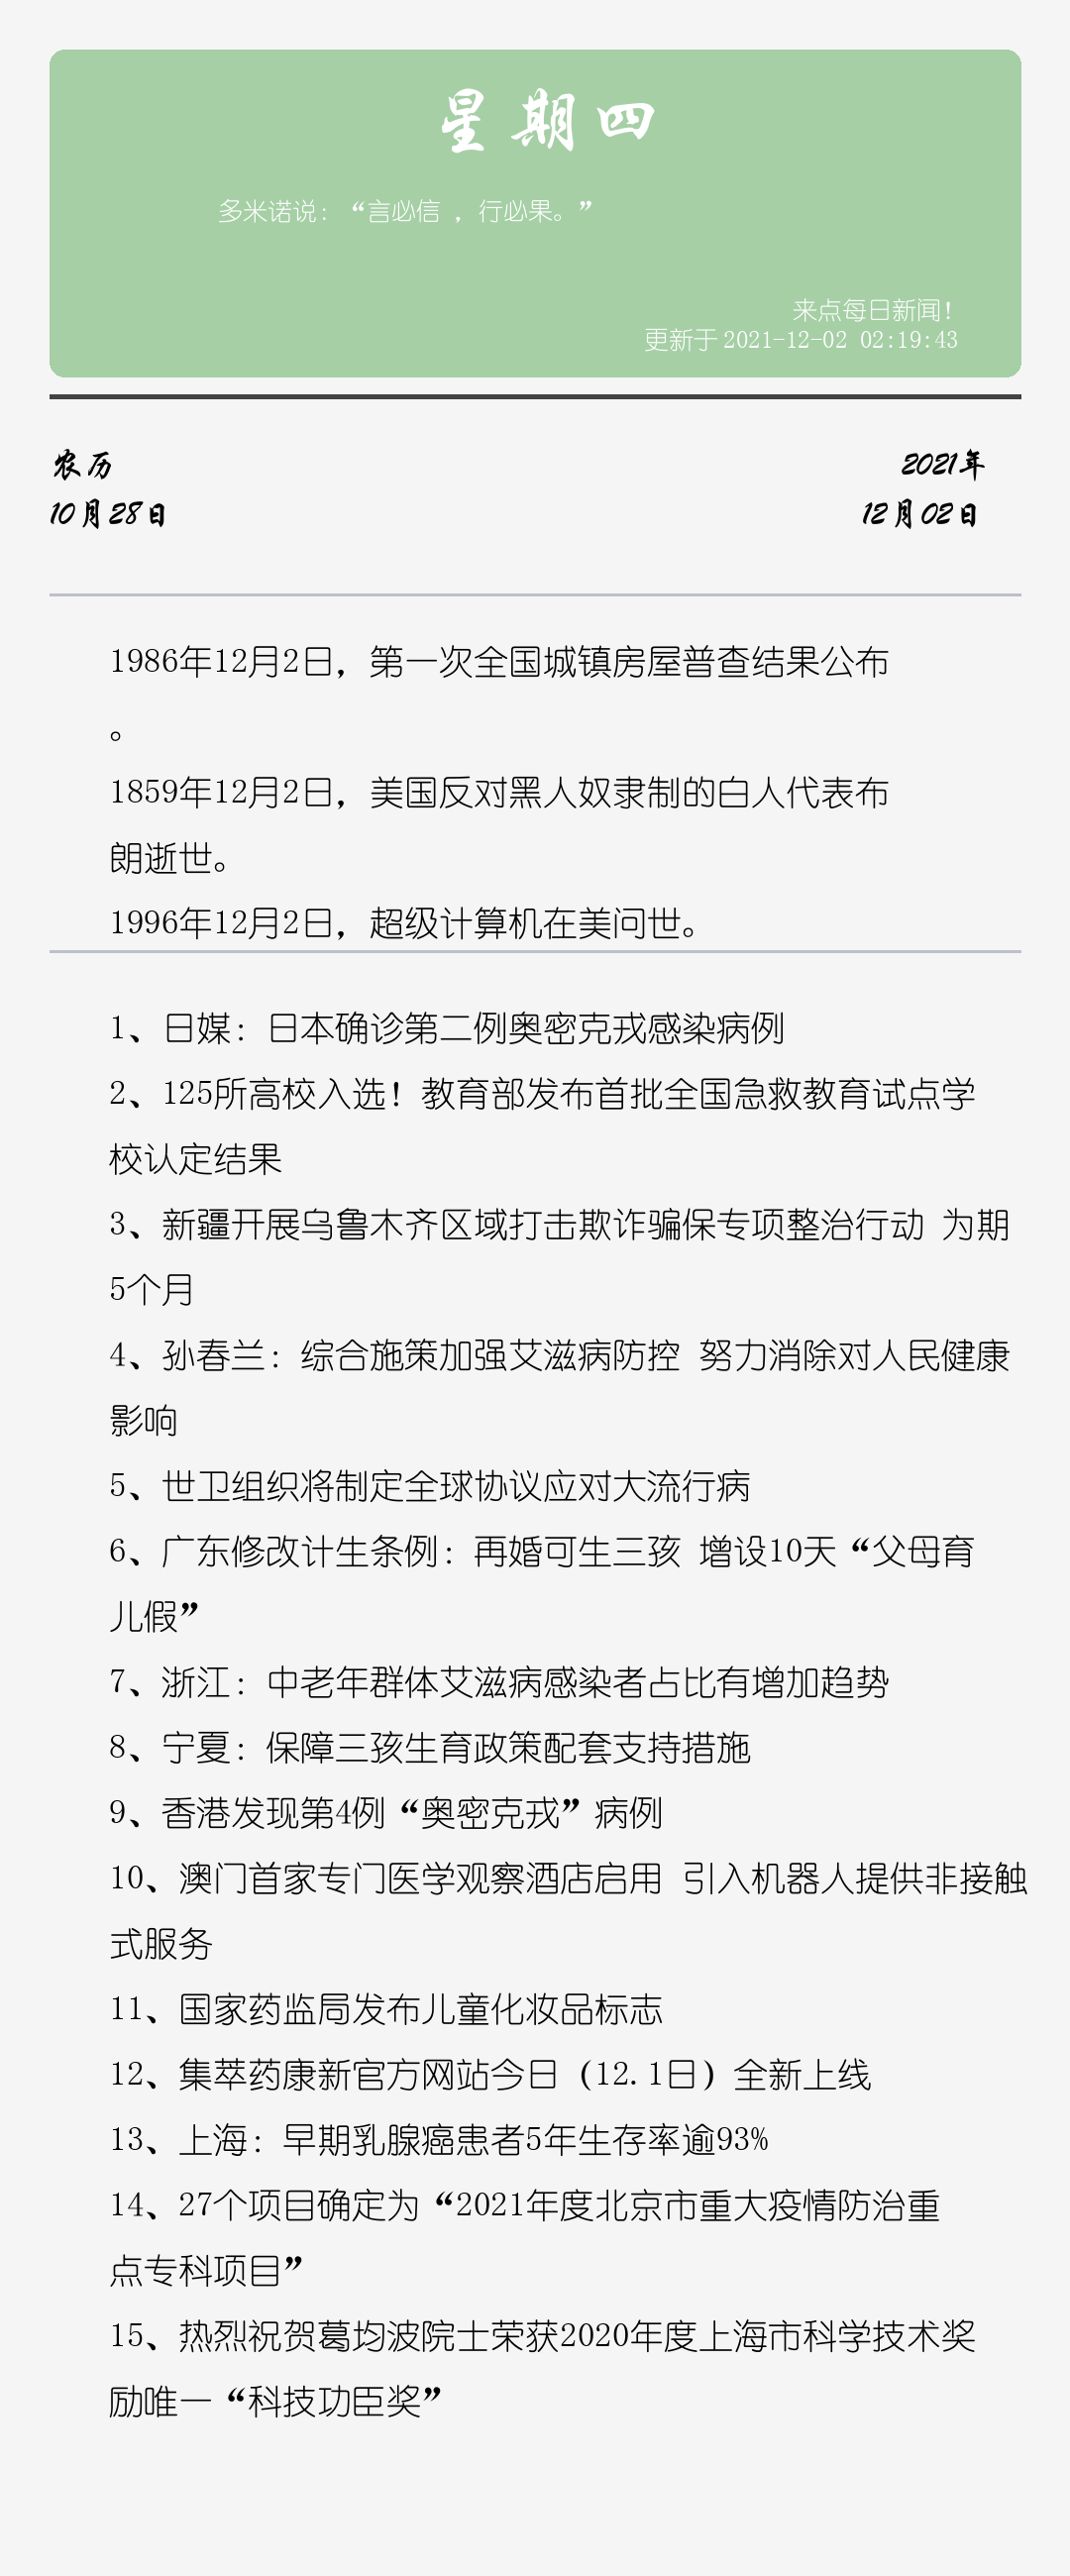 星期四
多米诺说：“言必信 ，行必果。”
来点每日新闻！
更新于 2021-12-02 02:19:43
农历
2021年
10月28日
12月02日
1986年12月2日，第一次全国城镇房屋普查结果公布
。
1859年12月2日，美国反对黑人奴隶制的白人代表布
朗逝世。
1996年12月2日，超级计算机在美问世。
1、日媒：日本确诊第二例奥密克戎感染病例
2、125所高校入选！教育部发布首批全国急救教育试点学
校认定结果
3、新疆开展乌鲁木齐区域打击欺诈骗保专项整治行动 为期
5个月
4、孙春兰：综合施策加强艾滋病防控 努力消除对人民健康
影响
5、世卫组织将制定全球协议应对大流行病
6、广东修改计生条例：再婚可生三孩 增设10天“父母育
儿假”
7、浙江：中老年群体艾滋病感染者占比有增加趋势
8、宁夏：保障三孩生育政策配套支持措施
9、香港发现第4例“奥密克戎”病例
10、澳门首家专门医学观察酒店启用 引入机器人提供非接触
式服务
11、国家药监局发布儿童化妆品标志
12、集萃药康新官方网站今日（12.1日）全新上线
13、上海：早期乳腺癌患者5年生存率逾93%
14、27个项目确定为“2021年度北京市重大疫情防治重
点专科项目”
15、热烈祝贺葛均波院士荣获2020年度上海市科学技术奖
励唯一“科技功臣奖”